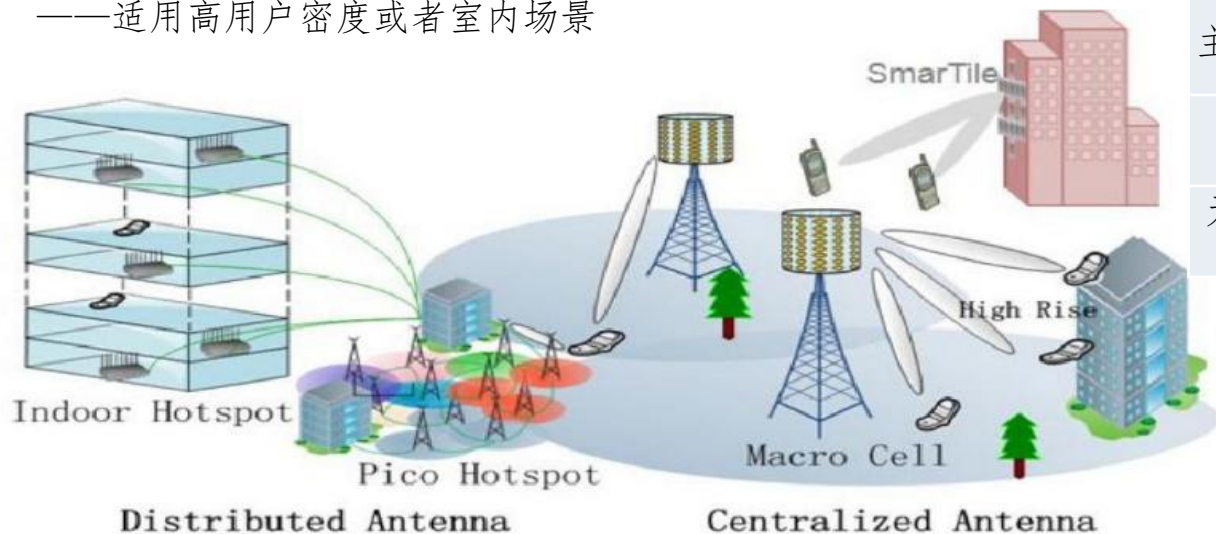 ——适用高用户密度或者室内场景
SmarTile
High Rise
Indoor Hotspot
Pico Hotspot
Macro Cell
Distributed Antenna
Centralized Antenna